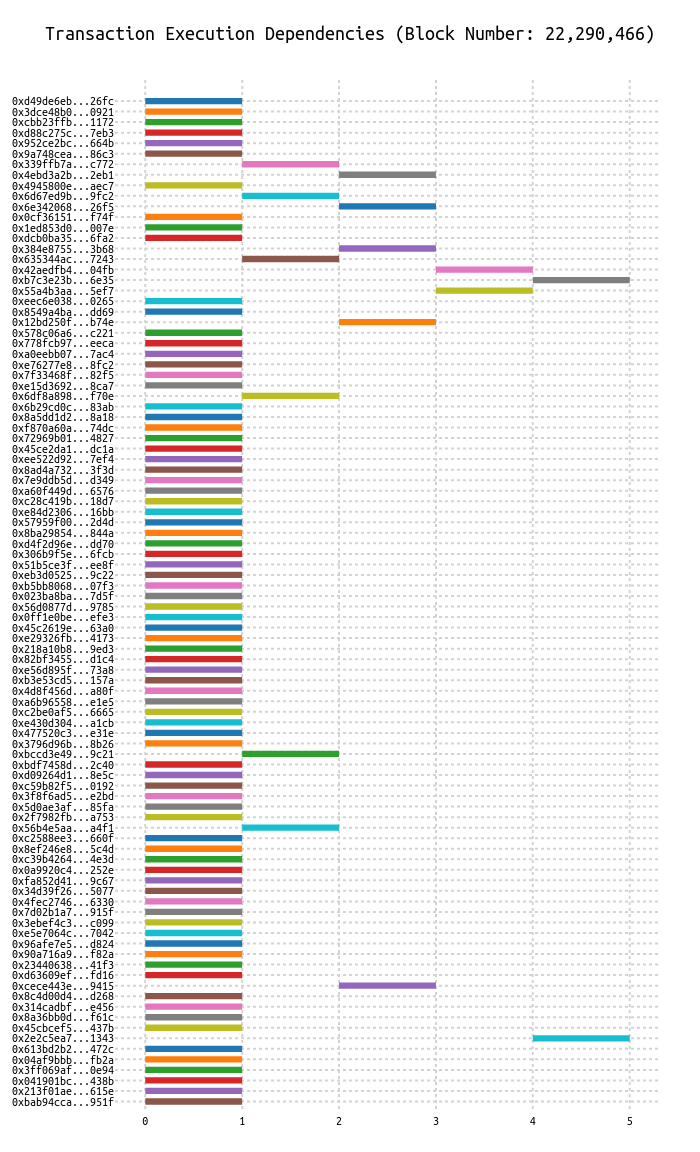 Transaction Execution Dependencies (Block Number: 22,290,466)
0xd49de6eb...26fc
0x3dce48b0...0921
0xcbb23ffb...1172
0xd88c275c...7eb3
0x952ce2bc...664b
0x9a748cea...86c3
0x339ffb7a...c772
0x4ebd3a2b...2eb1
0x4945800e...aec7
0x6d67ed9b...9fc2
0x6e342068...26f5
0x0cf36151...f74f
0x1ed853d0...007e
0xdcb0ba35...6fa2
0x384e8755...3b68
0x635344ac...7243
0x42aedfb4...04fb
0xb7c3e23b...6e35
0x55a4b3aa...5ef7
0xeec6e038...0265
0x8549a4ba...dd69
0x12bd250f...b74e
0x578c06a6...c221
0x778fcb97...eeca
0xa0eebb07...7ac4
0xe76277e8...8fc2
0x7f33468f...82f5
0xe15d3692...8ca7
0x6df8a898...f70e
0x6b29cd0c...83ab
0x8a5dd1d2...8a18
0xf870a60a...74dc
0x72969b01...4827
0x45ce2da1...dc1a
0xee522d92...7ef4
0x8ad4a732...3f3d
0x7e9ddb5d...d349
0xa60f449d...6576
0xc28c419b...18d7
0xe84d2306...16bb
0x57959f00...2d4d
0x8ba29854...844a
0xd4f2d96e...dd70
0x306b9f5e...6fcb
0x51b5ce3f...ee8f
0xeb3d0525...9c22
0xb5bb8068...07f3
0x023ba8ba...7d5f
0x56d0877d...9785
0x0ff1e0be...efe3
0x45c2619e...63a0
0xe29326fb...4173
0x218a10b8...9ed3
0x82bf3455...d1c4
0xe56d895f...73a8
0xb3e53cd5...157a
0x4d8f456d...a80f
0xa6b96558...e1e5
0xc2be0af5...6665
0xe430d304...a1cb
0x477520c3...e31e
0x3796d96b...8b26
0xbccd3e49...9c21
0xbdf7458d...2c40
0xd09264d1...8e5c
0xc59b82f5...0192
0x3f8f6ad5...e2bd
0x5d0ae3af...85fa
0x2f7982fb...a753
0x56b4e5aa...a4f1
0xc2588ee3...660f
0x8ef246e8...5c4d
0xc39b4264...4e3d
0x0a9920c4...252e
0xfa852d41...9c67
0x34d39f26...5077
0x4fec2746...6330
0x7d02b1a7...915f
0x3ebef4c3...c099
0xe5e7064c...7042
0x96afe7e5...d824
0x90a716a9...f82a
0x23440638...41f3
0xd63609ef...fd16
0xcece443e...9415
0x8c4d00d4...d268
0x314cadbf...e456
0x8a36bb0d...f61c
0x45cbcef5...437b
0x2e2c5ea7...1343
0x613bd2b2...472c
0x04af9bbb...fb2a
0x3ff069af...0e94
0x041901bc...438b
0x213f01ae...615e
0xbab94cca...951f
0 1 2 3 4 5